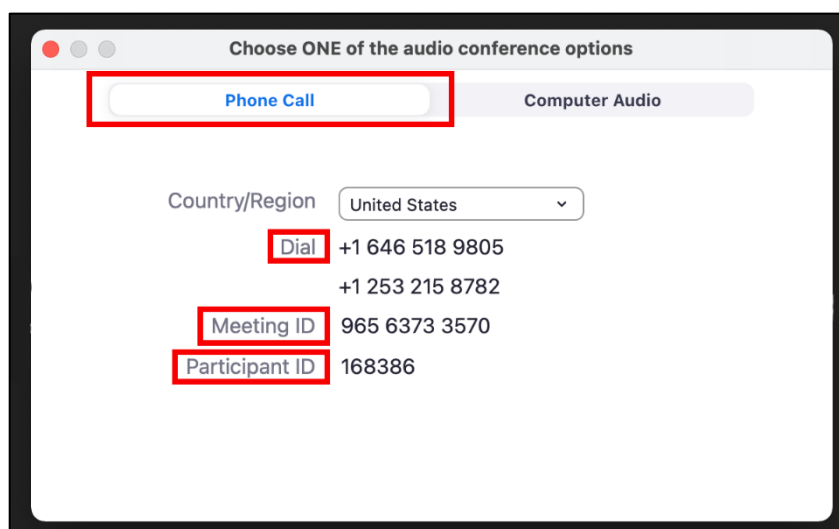 Choose ONE of the audio conference options
Phone Call Computer Audio
Country/Region United States
Dial +1 646 518 9805
+1 253 215 8782
Meeting ID 965 6373 3570
Participant ID 168386